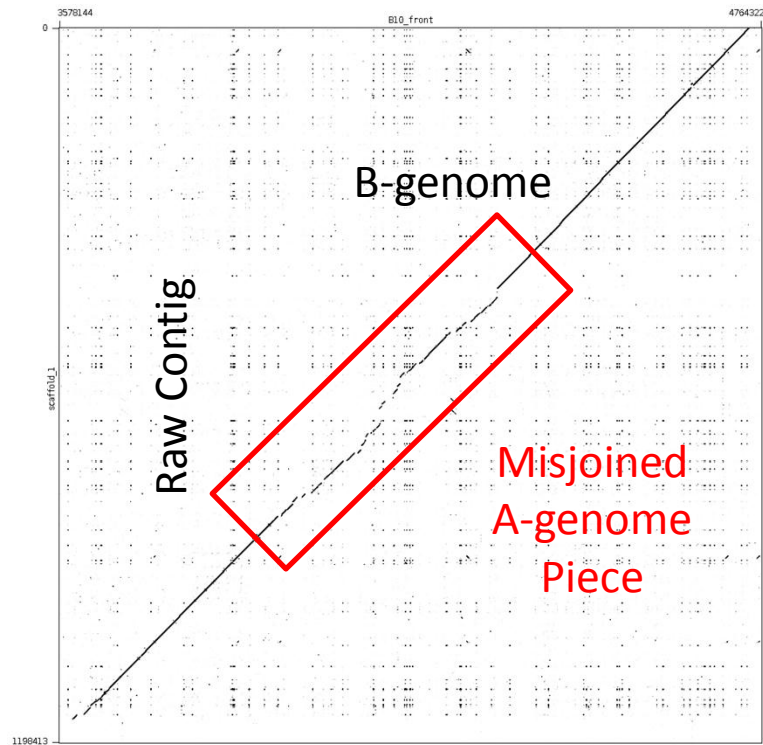 3578144
4764322
B10_front
0
B-genome
Raw Contig
scaffold_1
Misjoined
A-genome
Piece
1198413